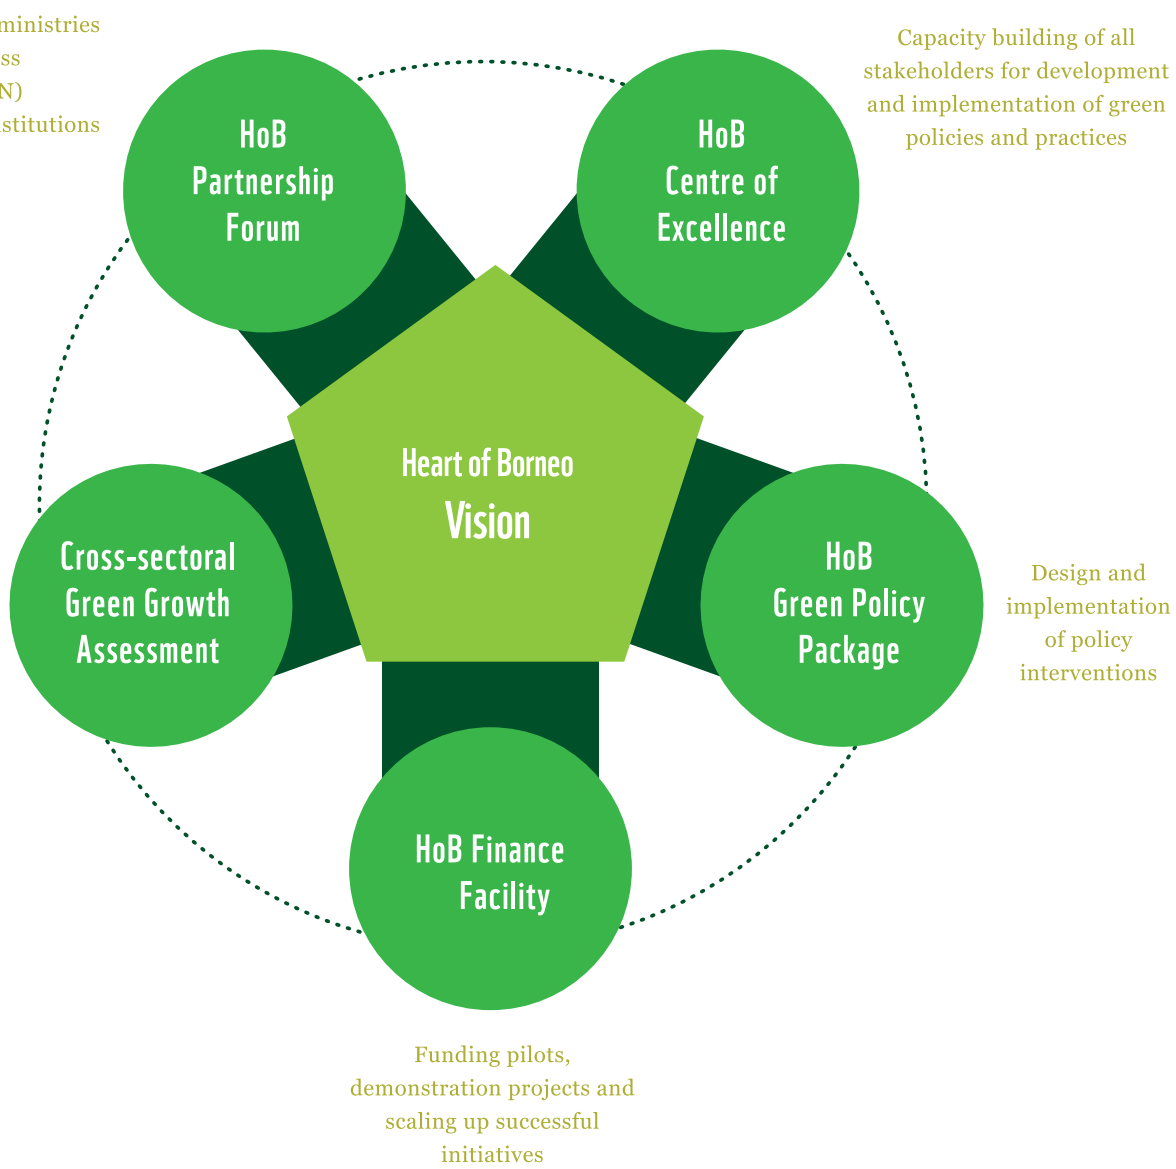 ministries
Capacity building of all
stakeholders for development
and implementation of green
policies and practices
HoB
Partnership
Forum
HoB
Centre of
Excellence
Heart of Borneo
Vision
Cross-sectoral
Green Growth
Assessment
HoB
Green Policy
Package
Design and
implementation
of policy
interventions
HoB Finance
Facility
Funding pilots,
demonstration projects and
scaling up successful
initiatives